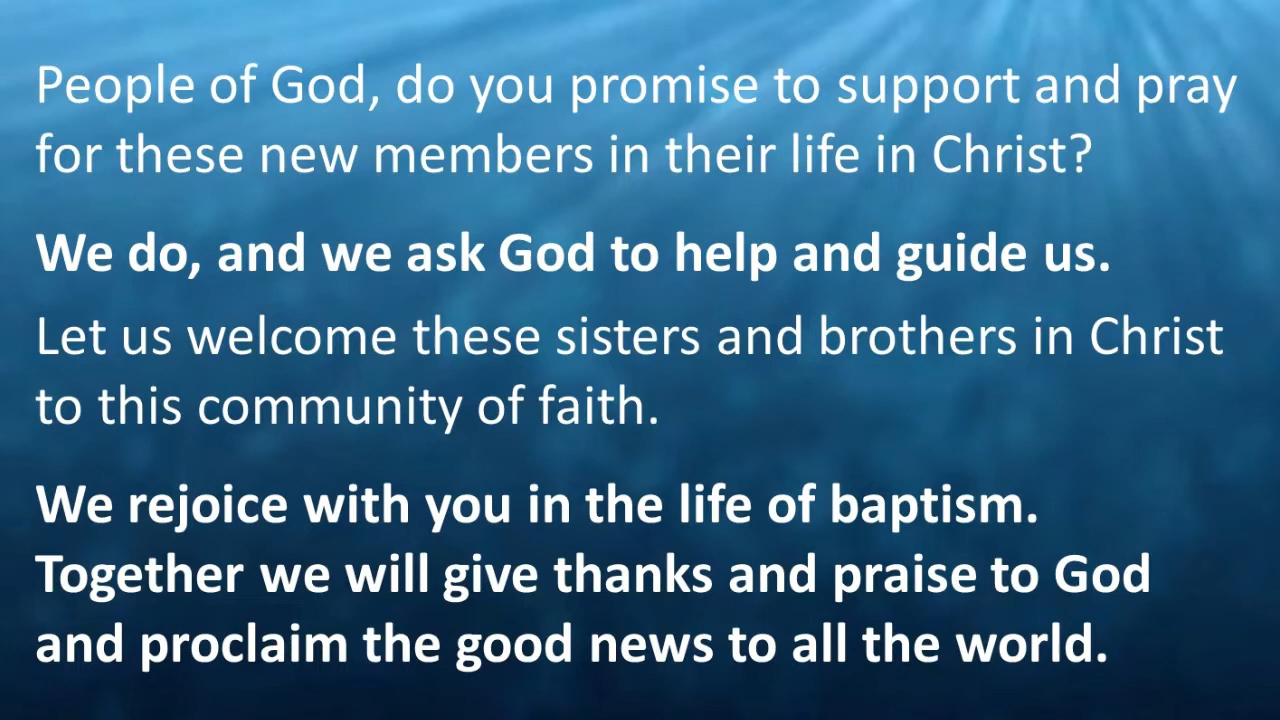 People of God, do you promise to support and pray
for these new members in their life in Christ?
We do, and we ask God to help and guide us.
Let us welcome these sisters and brothers in Christ
to this community of faith.
We rejoice with you in the life of baptism.
Together we will give thanks and praise to God
and proclaim the good news to all the world.